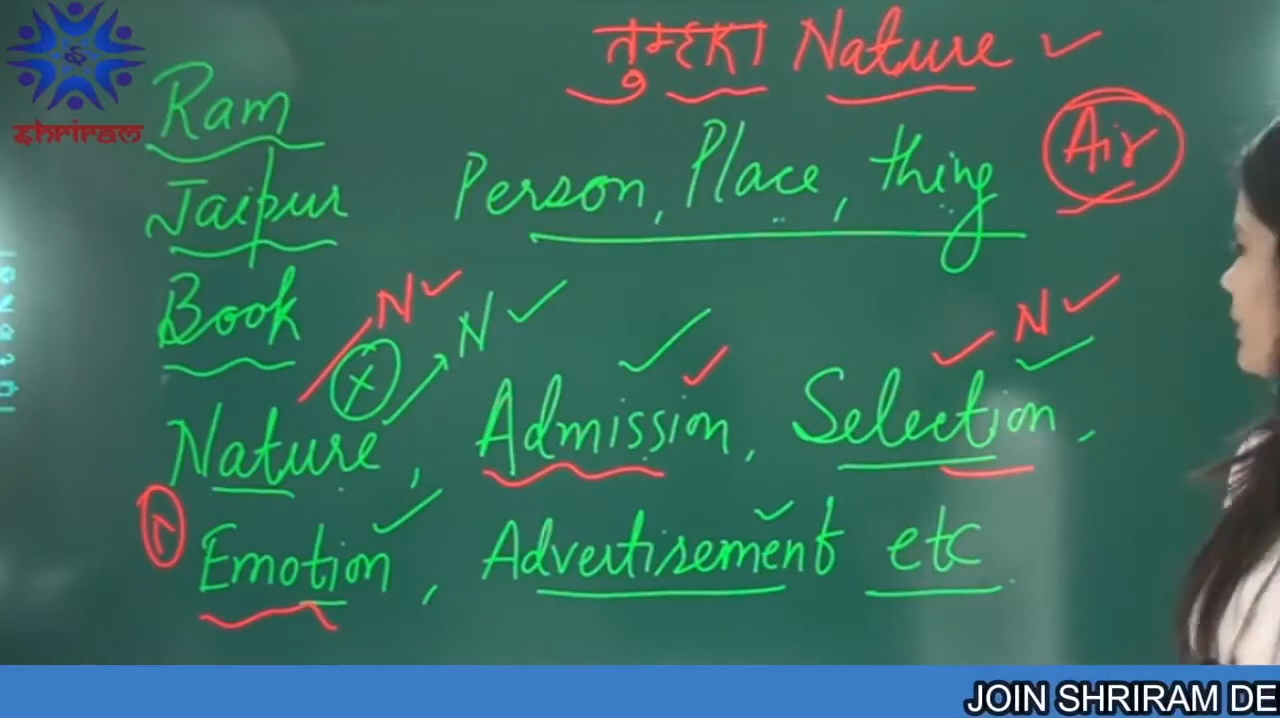 shriram
Nature
Ram
Air
Jaipur Person, Place, thing
Book
N N N
X
Nature, Admission, Selection,
Emotion, Advertisement etc
JOIN SHRIRAM DE